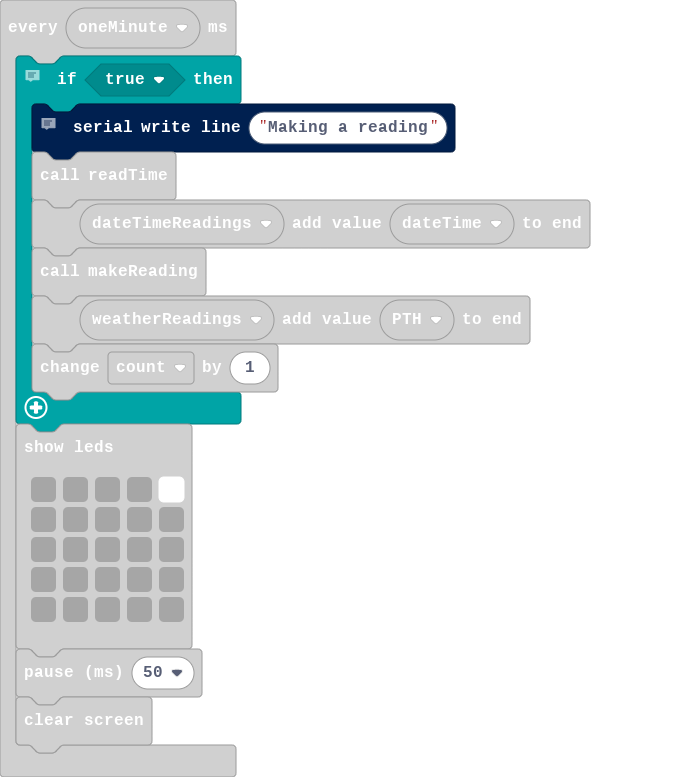 every oneMinute ms
if true then
serial write line "Making a reading"
call readTime
dateTimeReadings add value dateTime to end
call makeReading
weatherReadings add value PTH to end
change count by 1
show leds
pause (ms) 50
clear screen